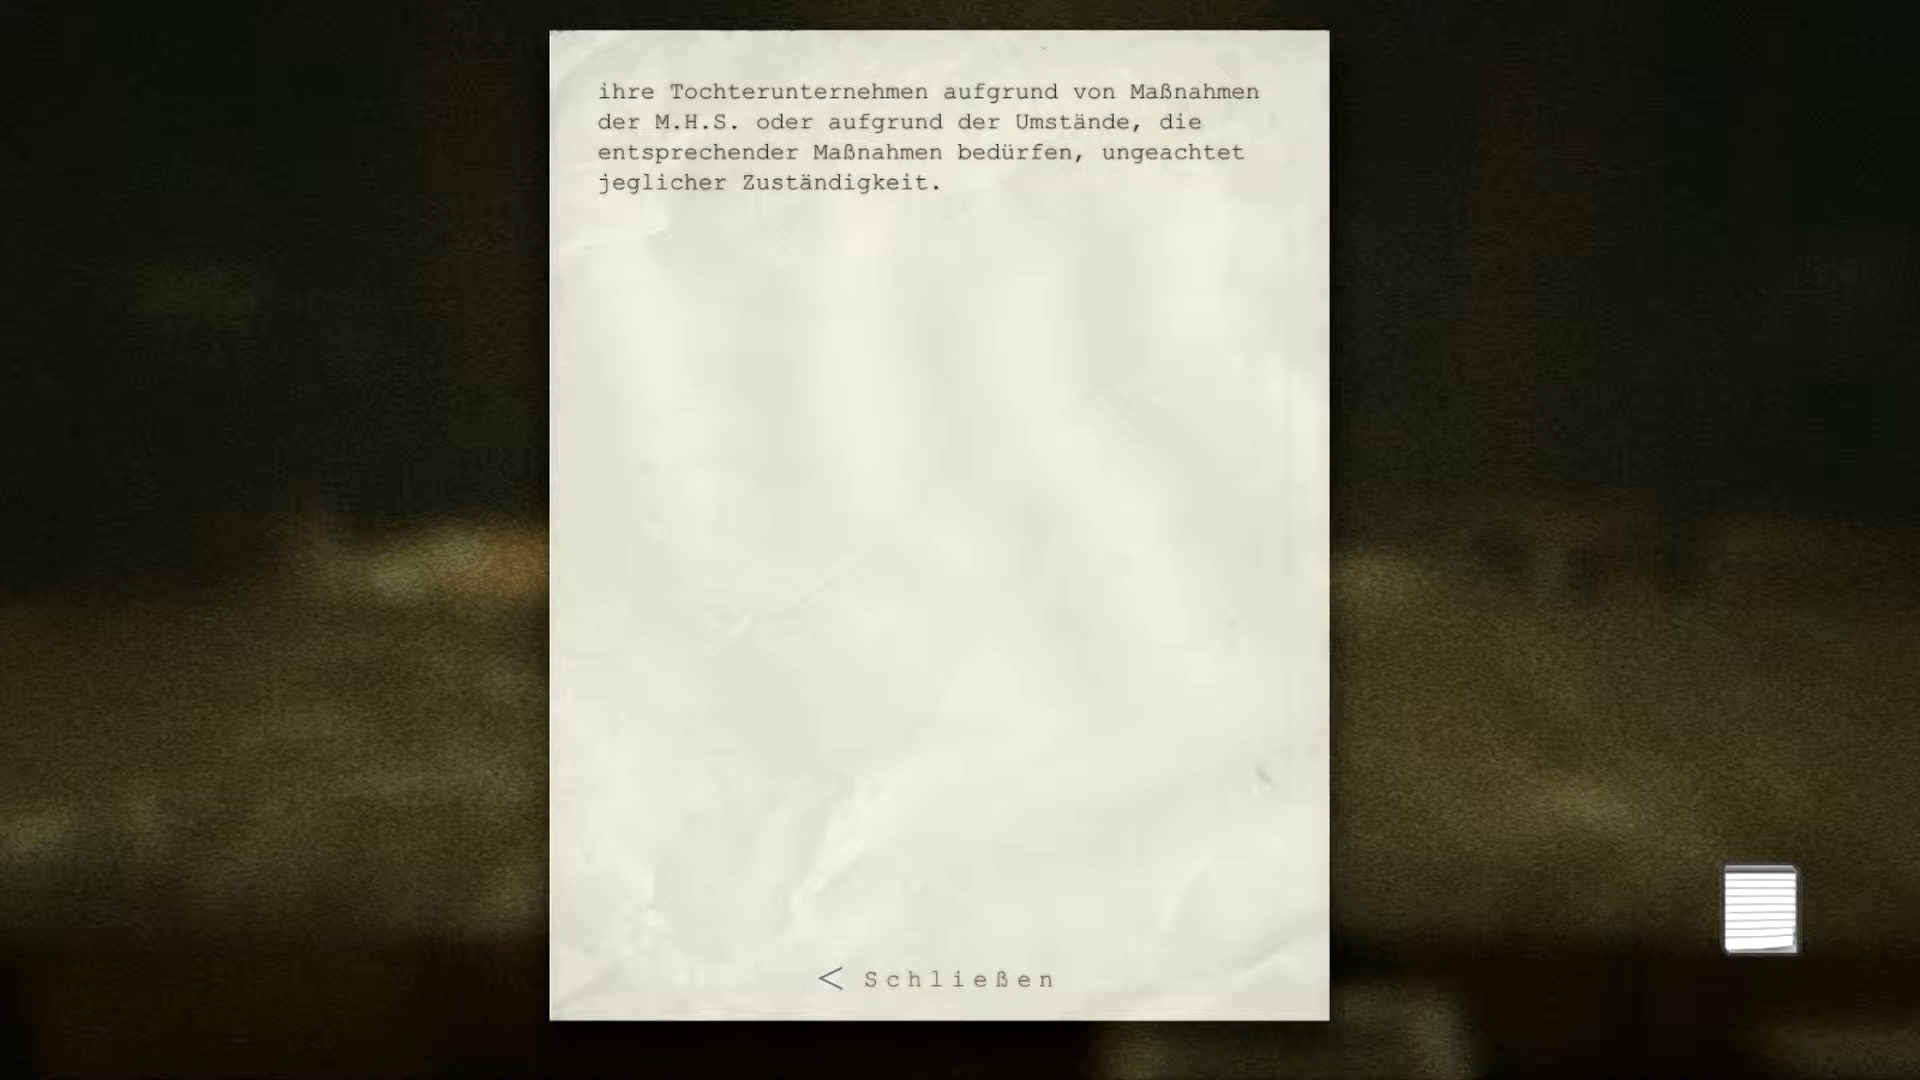 ihre Tochterunternehmen aufgrund von Maßnahmen
der M.H.S. oder aufgrund der Umstände, die
entsprechender Maßnahmen bedürfen, ungeachtet
jeglicher Zuständigkeit.
< Schließen